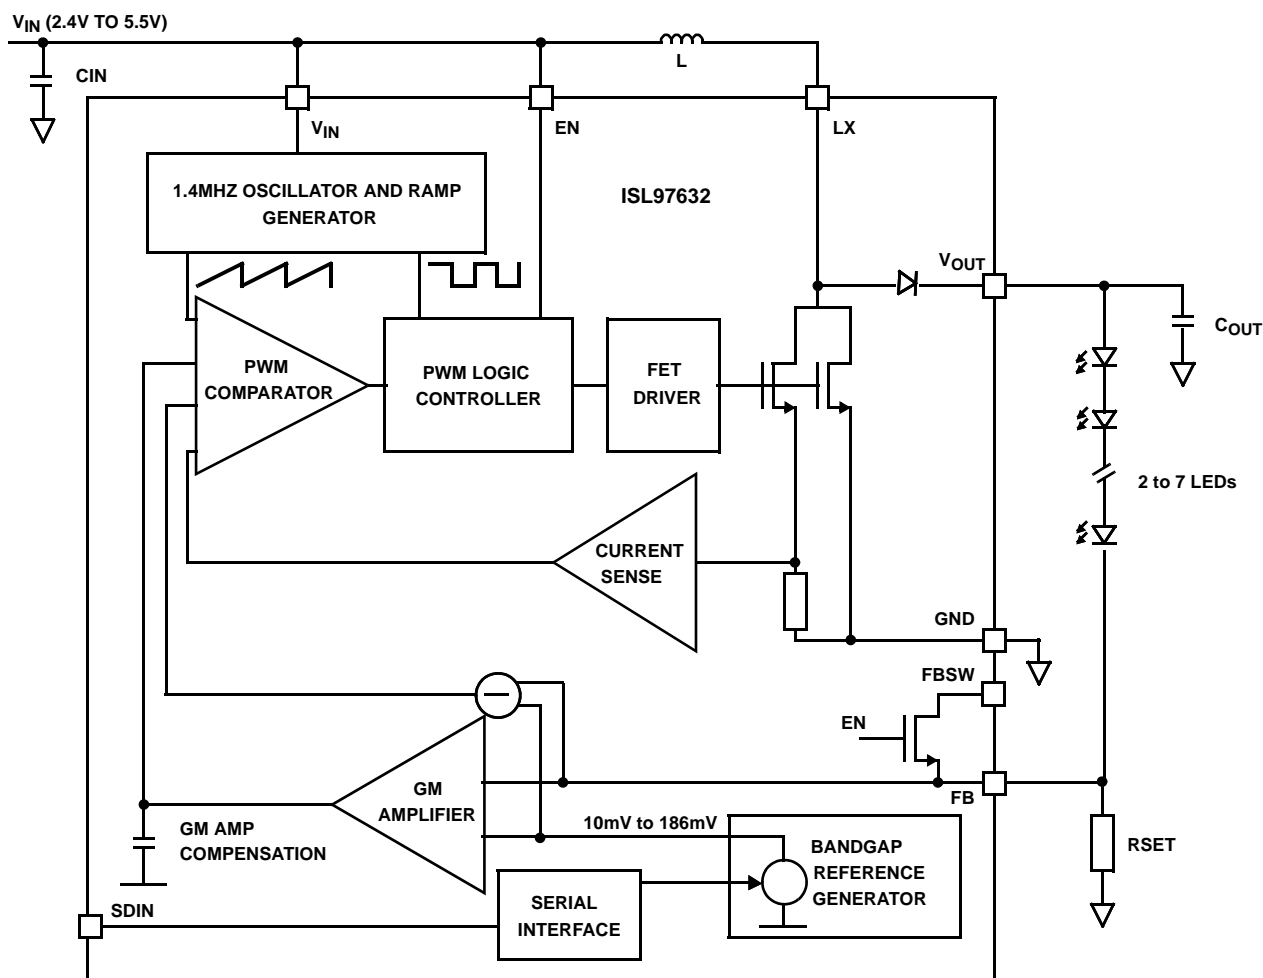 VIN (2.4V TO 5.5V)
CIN
L
VIN
EN
LX
1.4MHZ OSCILLATOR AND RAMP
GENERATOR
ISL97632
VOUT
COUT
PWM
COMPARATOR
PWM LOGIC
CONTROLLER
FET
DRIVER
2 to 7 LEDs
CURRENT
SENSE
GND
FBSW
EN
GM
AMPLIFIER
FB
GM AMP
COMPENSATION
10mV to 186mV
BANDGAP
REFERENCE
GENERATOR
RSET
SDIN
SERIAL
INTERFACE